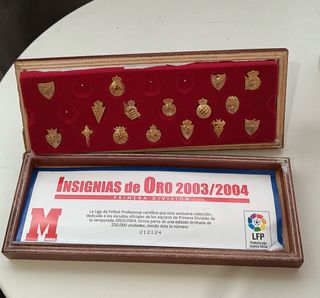 INSIGNIAS de ORO 2003/2004
PRIMERA DIVISIÓN
La Liga de Fútbol Profesional certifica que esta exclusiva colección,
dedicada a los escudos oficiales de los equipos de Primera División de
la temporada 2003/2004, forma parte de una edición limitada de
250.000 unidades, siendo ésta la número
212124
M
LFP